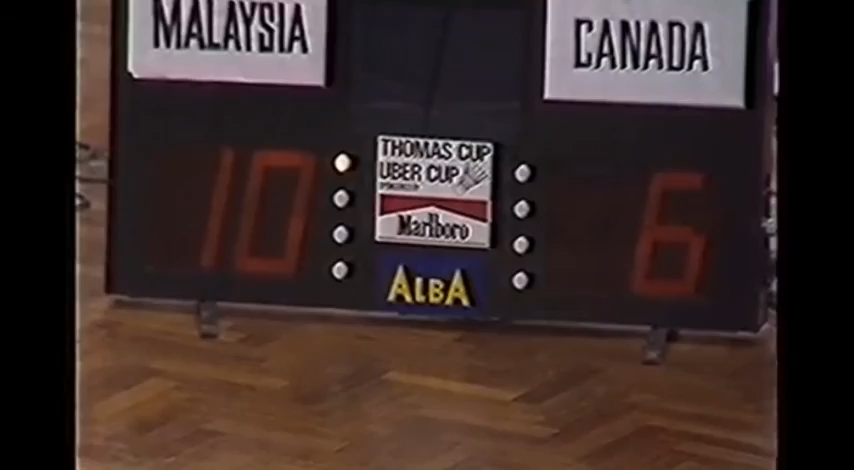 MALAYSIA
CANADA
10
THOMAS CUP
UBER CUP
6
Marlboro
ALBA